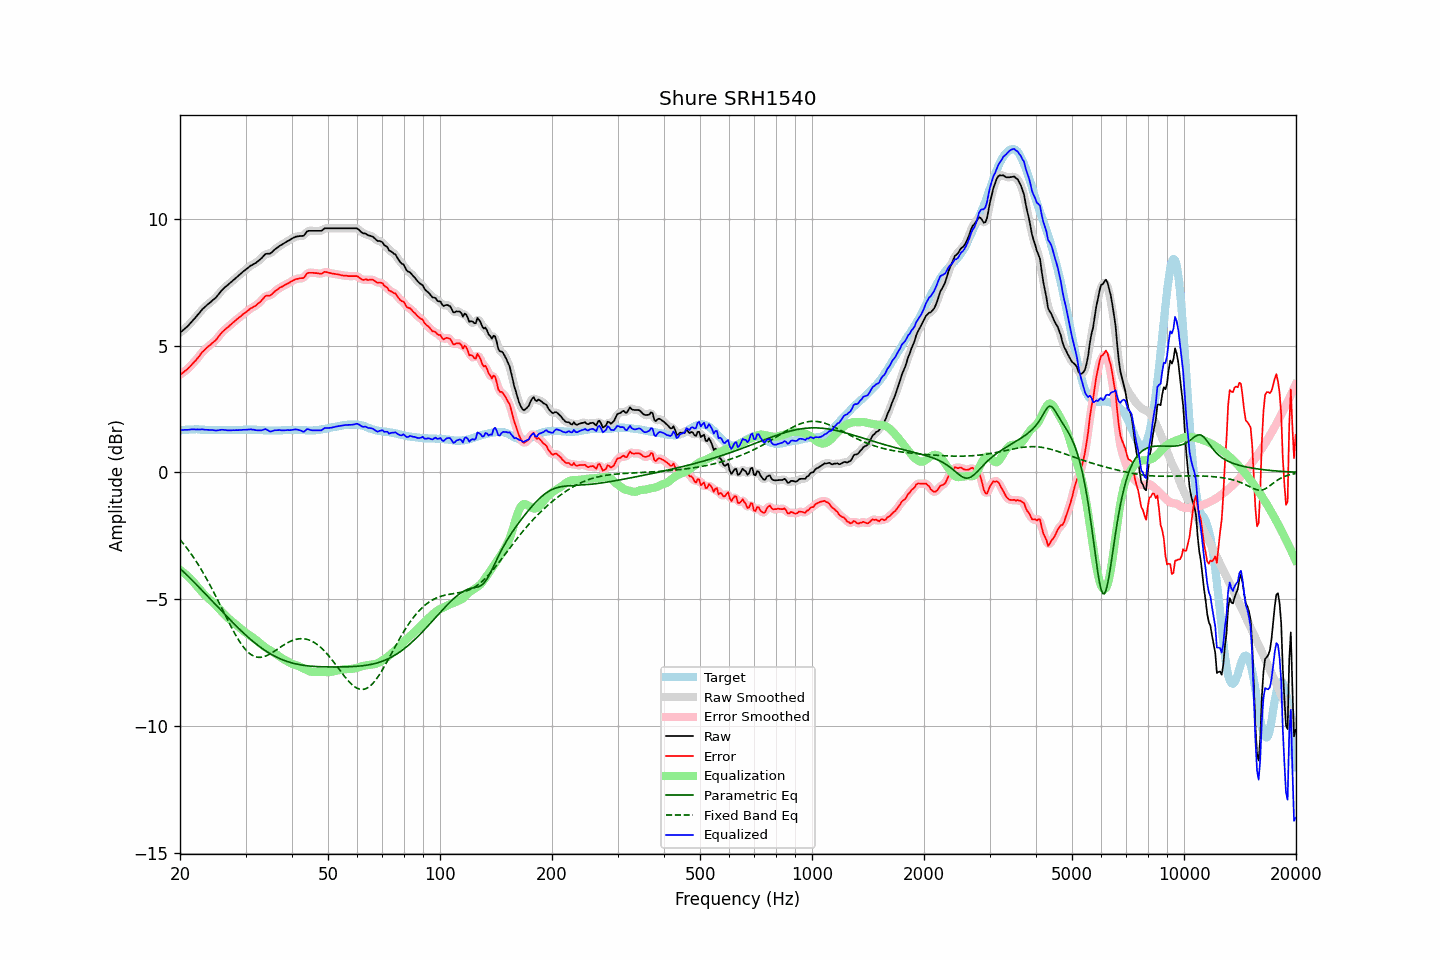 Shure SRH1540
Amplitude (dBr)
10
5
0
−5
−10
−15
20
50
100
200
500
1000
2000
5000
10000
20000
Frequency (Hz)
Target
Raw Smoothed
Error Smoothed
Raw
Error
Equalization
Parametric Eq
Fixed Band Eq
Equalized